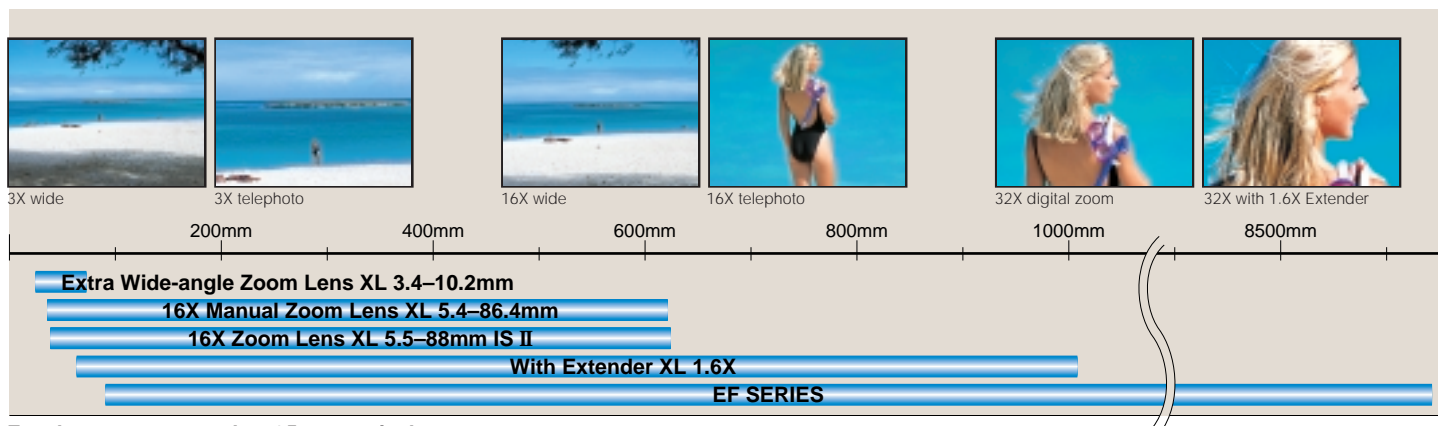 3X wide
3X telephoto
16X wide
16X telephoto
32X digital zoom
32X with 1.6X Extender
200mm
400mm
600mm
800mm
1000mm
8500mm
Extra Wide-angle Zoom Lens XL 3.4–10.2mm
16X Manual Zoom Lens XL 5.4–86.4mm
16X Zoom Lens XL 5.5–88mm IS II
With Extender XL 1.6X
EF SERIES